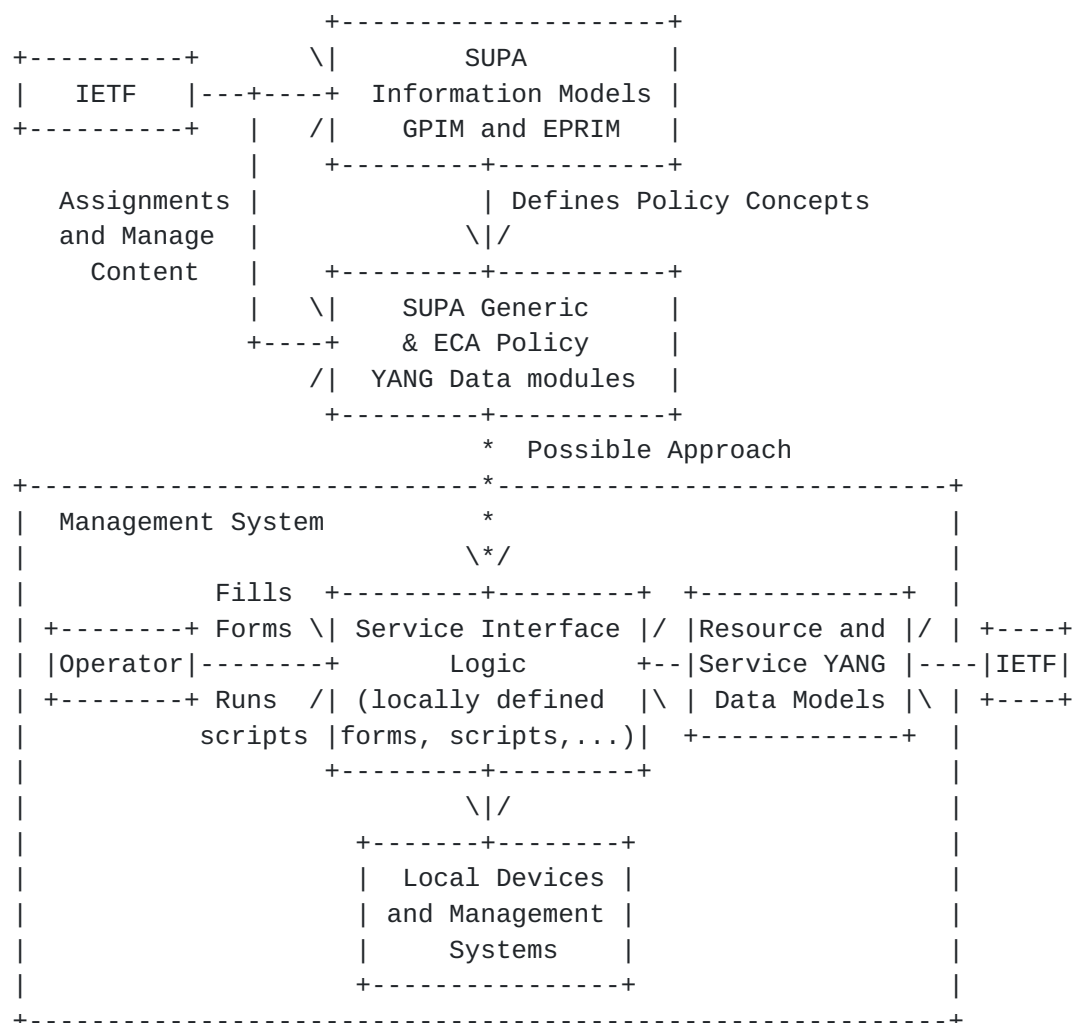 SUPA
IETF
Information Models
GPIM and EPRIM
Assignments
and Manage
Content
Defines Policy Concepts
SUPA Generic
& ECA Policy
YANG Data modules
Possible Approach
Management System
Fills
Forms
Runs
scripts
Operator
Service Interface
Logic
(locally defined
forms, scripts,...)
Resource and
Service YANG
Data Models
IETF
Local Devices
and Management
Systems